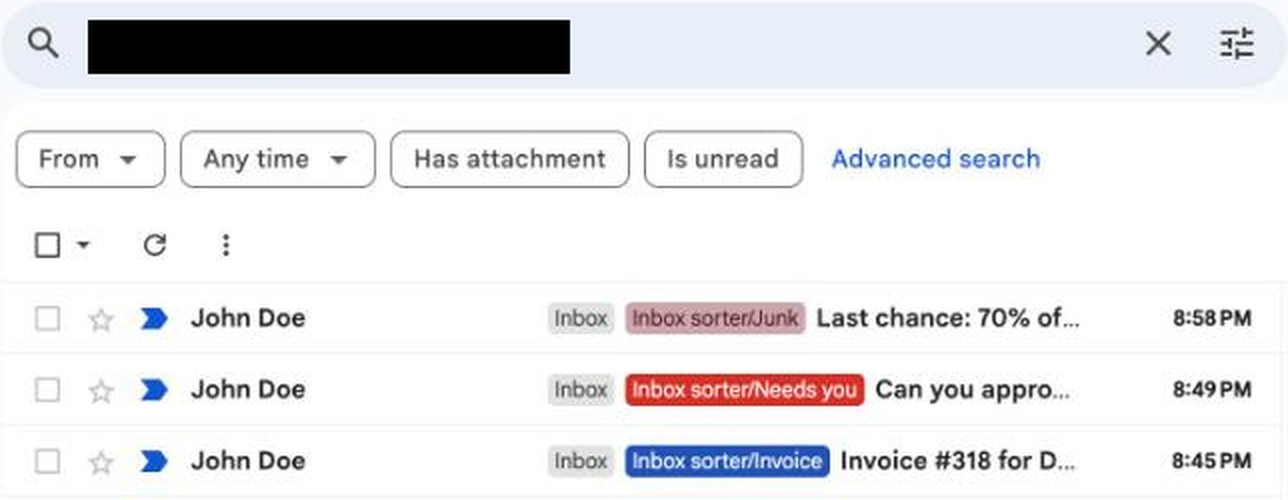 From Any time Has attachment Is unread Advanced search
John Doe Inbox Inbox sorter/Junk Last chance: 70% of... 8:58 PM
John Doe Inbox Inbox sorter/Needs you Can you appro... 8:49 PM
John Doe Inbox Inbox sorter/Invoice Invoice #318 for D... 8:45 PM